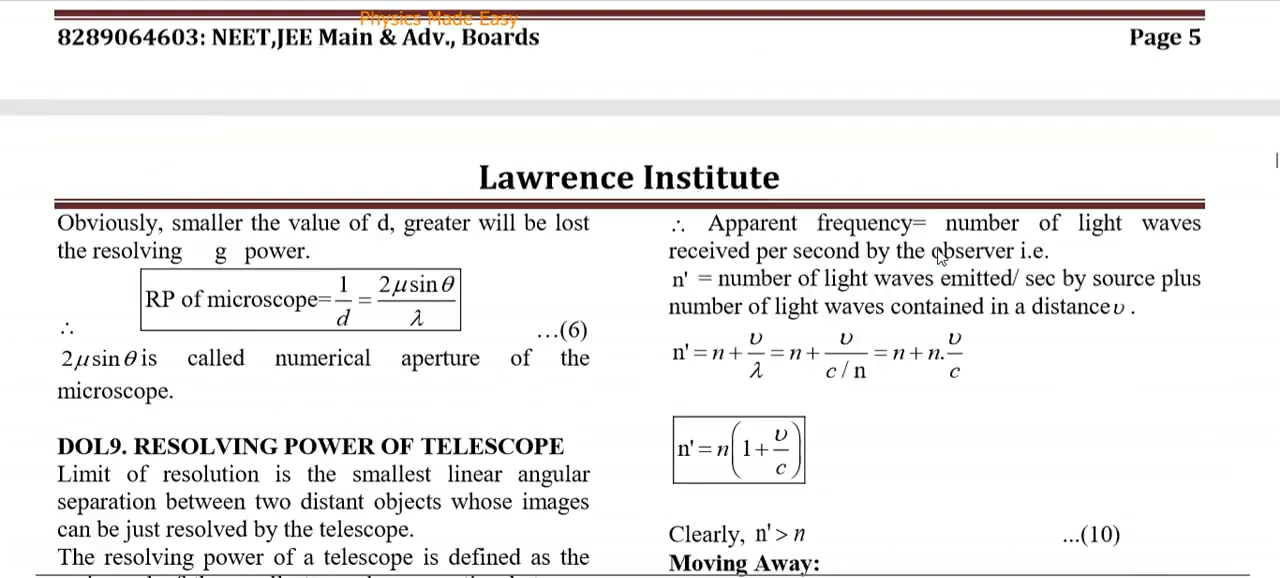 Physics Made Easy
8289064603: NEET,JEE Main & Adv., Boards
Page 5
Lawrence Institute
Obviously, smaller the value of d, greater will be lost
the resolving g power.
∴ RP of microscope= 1/d = 2μsinθ/λ …(6)
2μsinθ is called numerical aperture of the
microscope.
DOL9. RESOLVING POWER OF TELESCOPE
Limit of resolution is the smallest linear angular
separation between two distant objects whose images
can be just resolved by the telescope.
The resolving power of a telescope is defined as the
∴ Apparent frequency= number of light waves
received per second by the observer i.e.
n' = number of light waves emitted/ sec by source plus
number of light waves contained in a distance υ .
n' = n + υ/λ = n + υ/(c / n) = n + n.υ/c
n' = n(1+υ/c)
Clearly, n' > n …(10)
Moving Away: